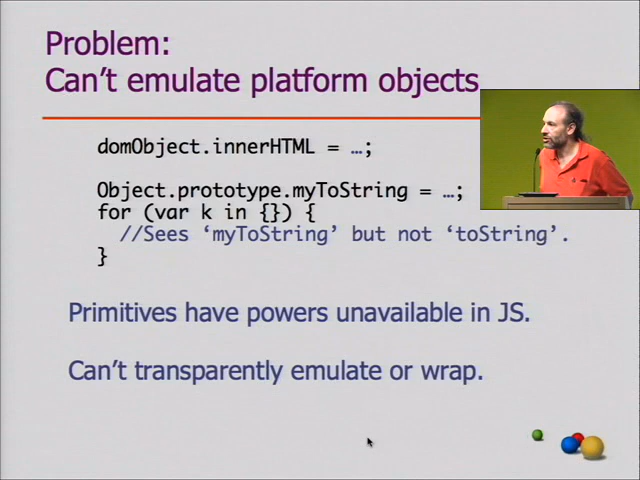 Problem:
Can't emulate platform objects
domObject.innerHTML = …;
Object.prototype.myToString = …;
for (var k in {}) {
//Sees ‘myToString’ but not ‘toString’.
}
Primitives have powers unavailable in JS.
Can't transparently emulate or wrap.